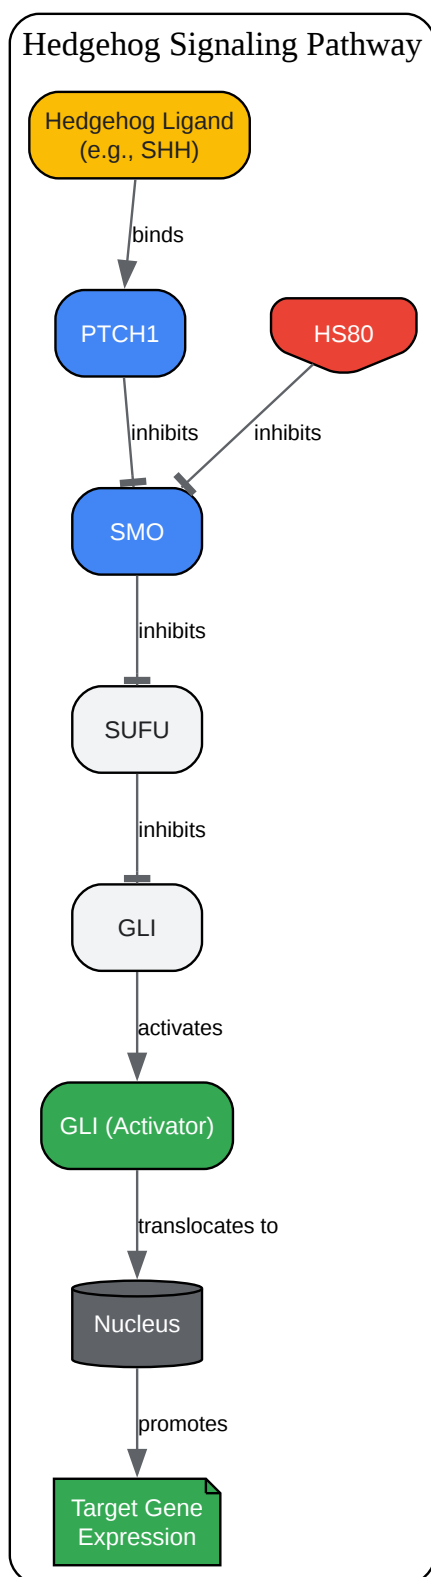 Hedgehog Signaling Pathway
Hedgehog Ligand
(e.g., SHH)
binds
PTCH1
HS80
inhibits
inhibits
SMO
inhibits
SUFU
inhibits
GLI
activates
GLI (Activator)
translocates to
Nucleus
promotes
Target Gene
Expression